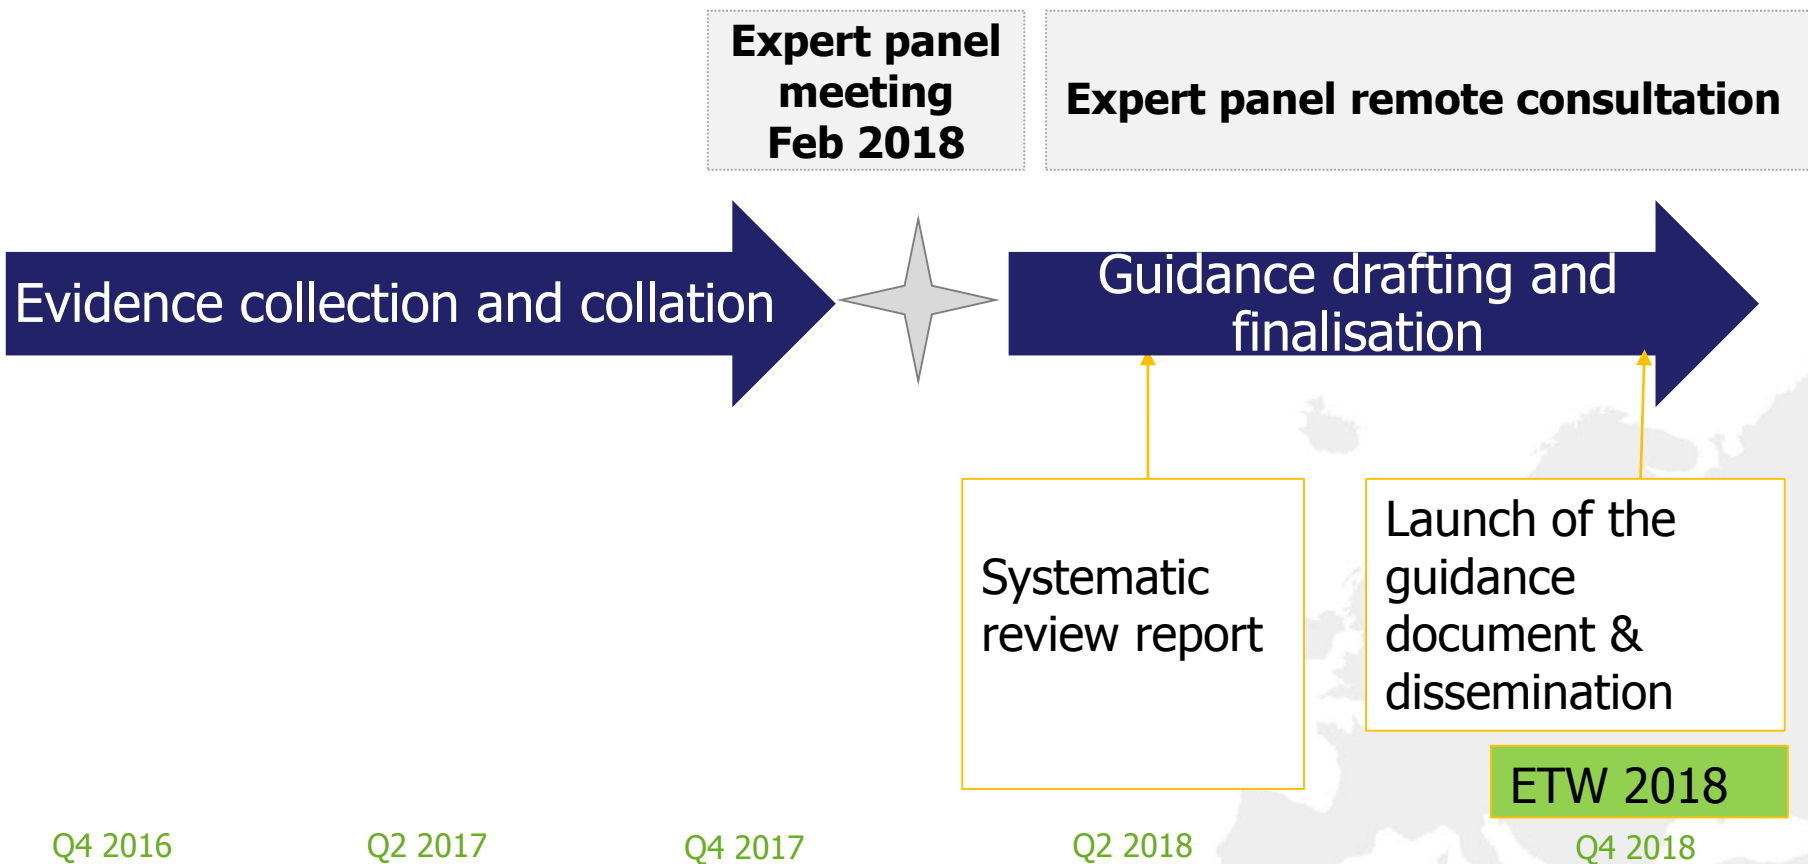 Expert panel
meeting
Feb 2018
Expert panel remote consultation
Evidence collection and collation
Guidance drafting and
finalisation
Systematic
review report
Launch of the
guidance
document &
dissemination
ETW 2018
Q4 2016
Q2 2017
Q4 2017
Q2 2018
Q4 2018